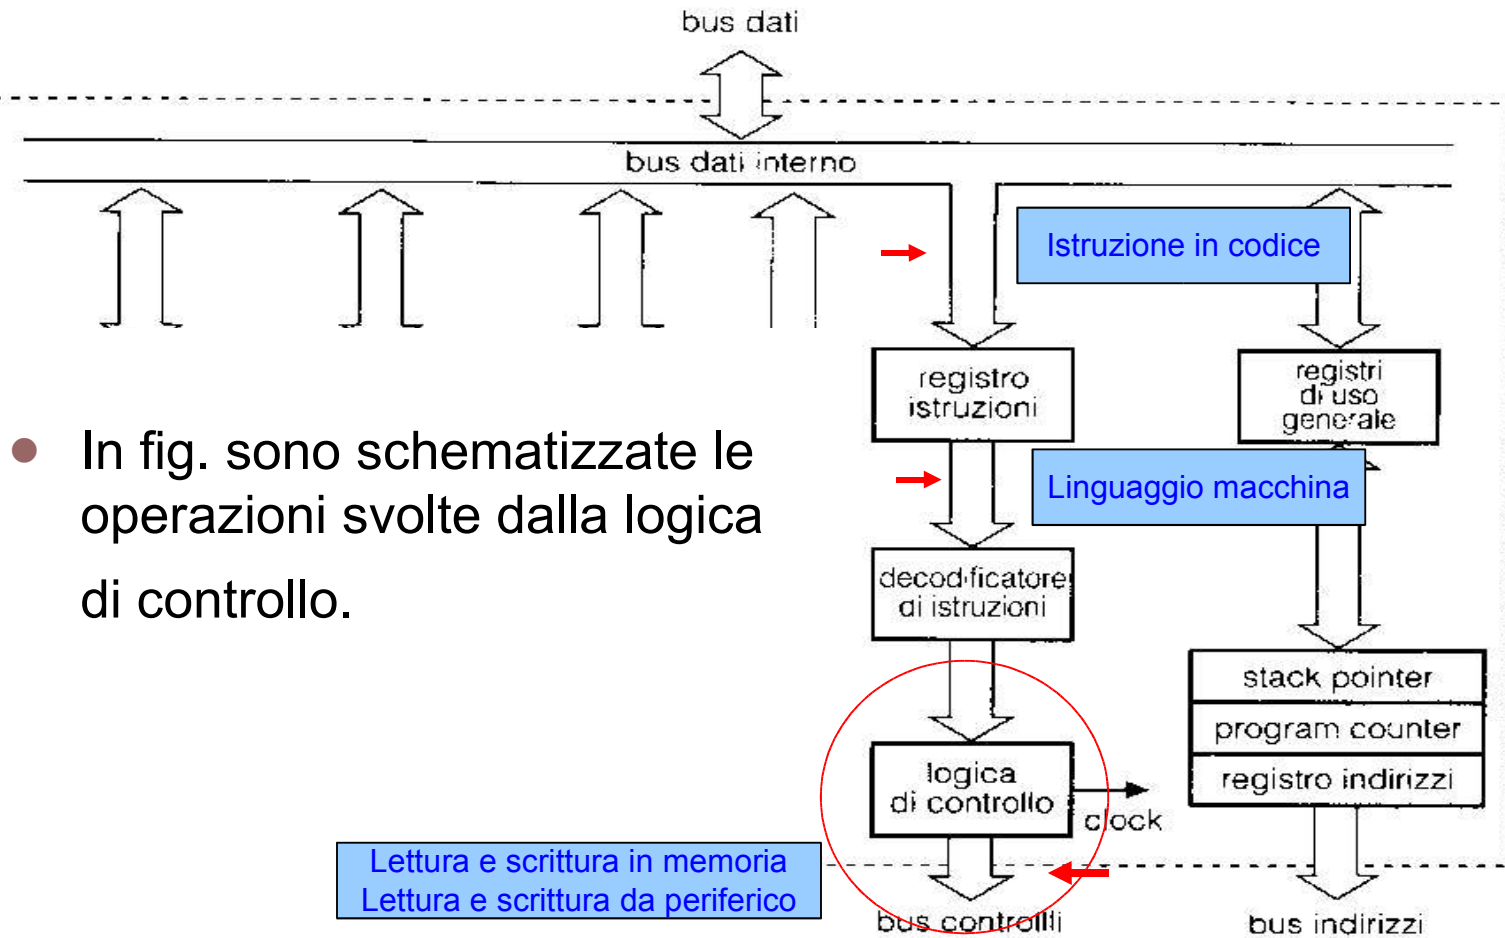 bus dati
bus dati interno
Istruzione in codice
registro
istruzioni
registri
di uso
generale
In fig. sono schematizzate le
operazioni svolte dalla logica
di controllo.
Linguaggio macchina
decodificatore
di istruzioni
stack pointer
program counter
registro indirizzi
logica
di controllo
clock
Lettura e scrittura in memoria
Lettura e scrittura da periferico
bus controllli
bus indirizzi